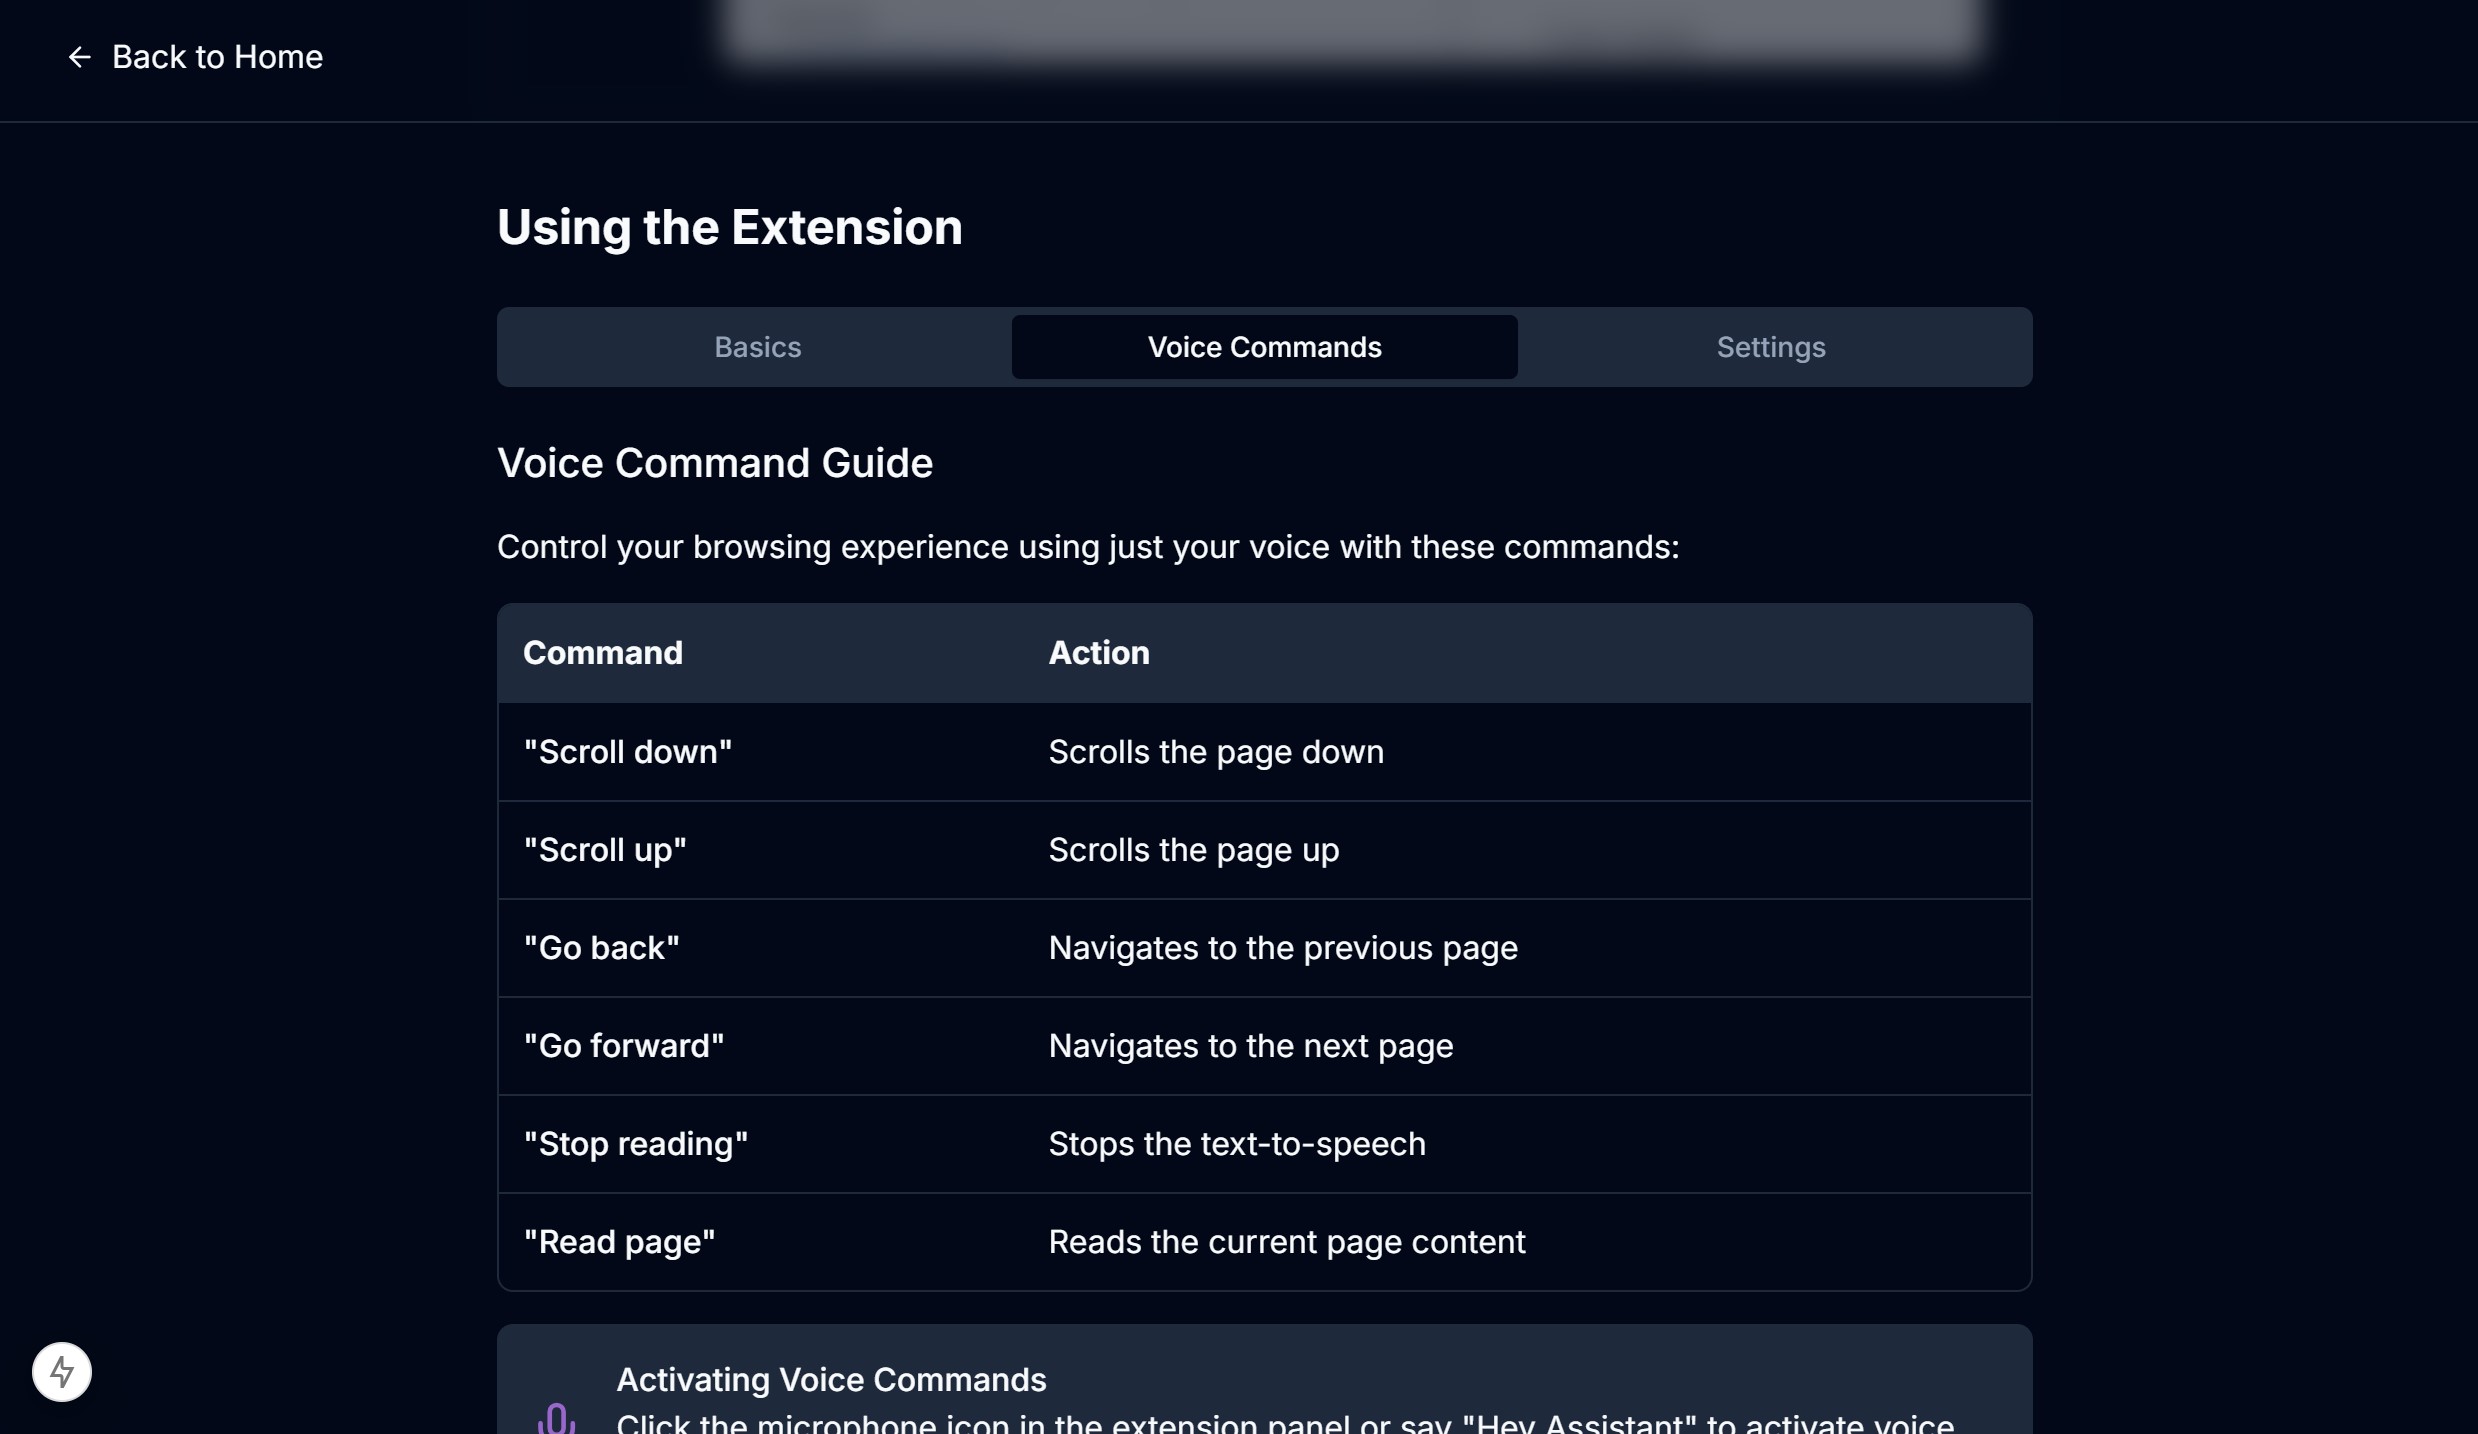 Back to Home
Using the Extension
Basics
Voice Commands
Settings
Voice Command Guide
Control your browsing experience using just your voice with these commands:
Command Action
"Scroll down" Scrolls the page down
"Scroll up" Scrolls the page up
"Go back" Navigates to the previous page
"Go forward" Navigates to the next page
"Stop reading" Stops the text-to-speech
"Read page" Reads the current page content
Activating Voice Commands
Click the microphone icon in the extension panel or say "Hey Assistant" to activate voice